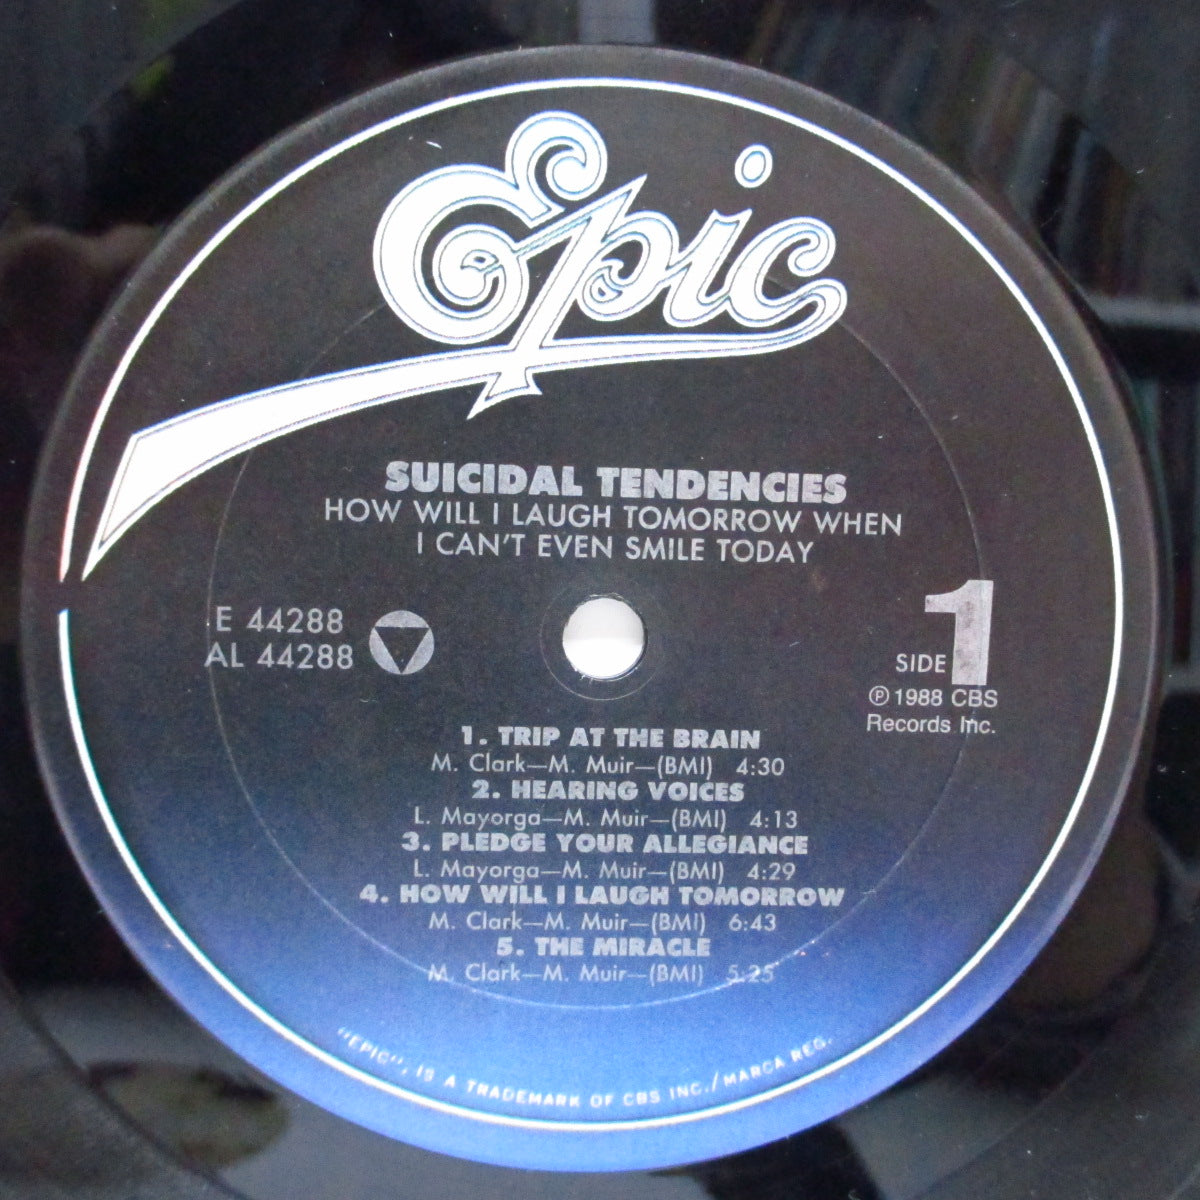 Epic
SUICIDAL TENDENCIES
HOW WILL I LAUGH TOMORROW WHEN
I CAN'T EVEN SMILE TODAY
E 44288
AL 44288
SIDE 1
℗ 1988 CBS
Records Inc.
1. TRIP AT THE BRAIN
M. Clark—M. Muir—(BMI) 4:30
2. HEARING VOICES
L. Mayorga—M. Muir—(BMI) 4:13
3. PLEDGE YOUR ALLEGIANCE
L. Mayorga—M. Muir—(BMI) 4:29
4. HOW WILL I LAUGH TOMORROW
M. Clark—M. Muir—(BMI) 6:43
5. THE MIRACLE
M. Clark—M. Muir—(BMI) 5:25
"EPIC", IS A TRADEMARK OF CBS INC./MARCA REG.